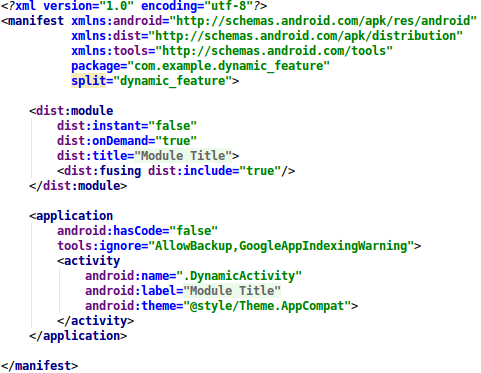 <?xml version="1.0" encoding="utf-8"?>
<manifest xmlns:android="http://schemas.android.com/apk/res/android"
xmlns:dist="http://schemas.android.com/apk/distribution"
xmlns:tools="http://schemas.android.com/tools"
package="com.example.dynamic_feature"
split="dynamic_feature">
<dist:module
dist:instant="false"
dist:onDemand="true"
dist:title="Module Title">
<dist:fusing dist:include="true"/>
</dist:module>
<application
android:hasCode="false"
tools:ignore="AllowBackup,GoogleAppIndexingWarning">
<activity
android:name=".DynamicActivity"
android:label="Module Title"
android:theme="@style/Theme.AppCompat">
</activity>
</application>
</manifest>